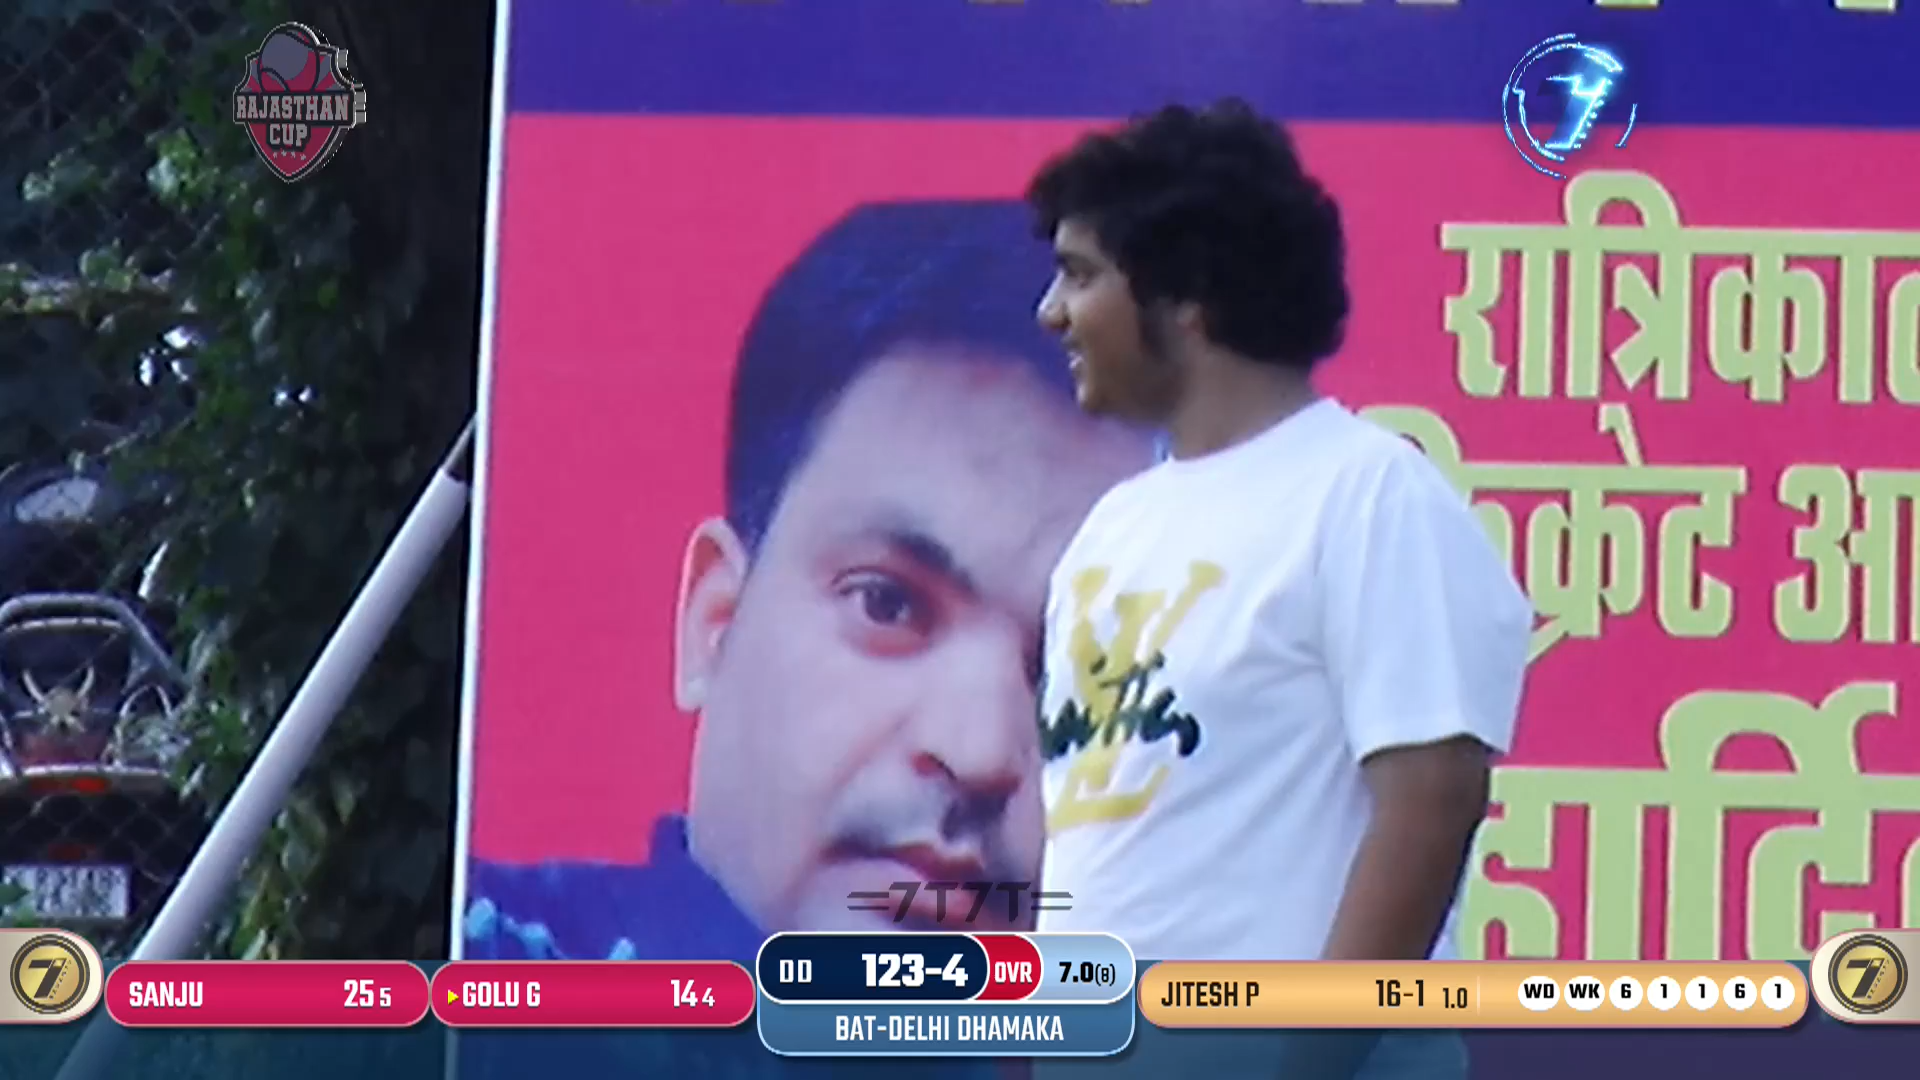 RAJASTHAN
CUP
7
रात्रिका
क्रिकेट आ
हार्दि
=7T7T=
SANJU 25 5
GOLU G 14 4
DD 123-4 OVR 7.0(8)
BAT-DELHI DHAMAKA
JITESH P 16-1 1.0 WD WK 6 1 1 6 1